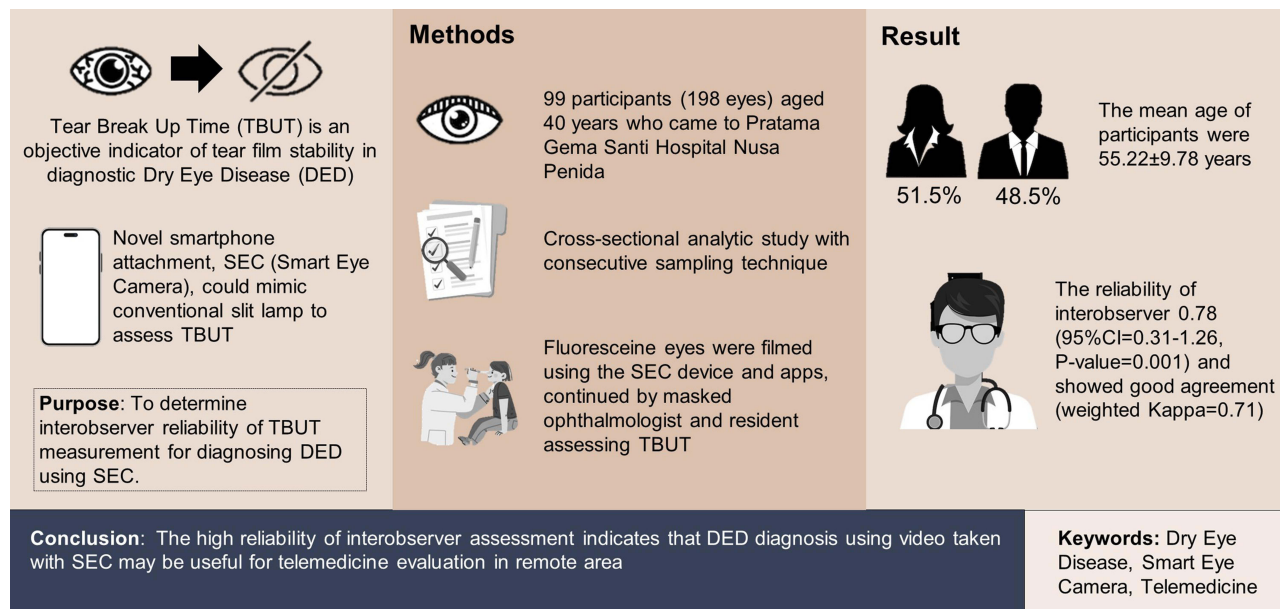 Tear Break Up Time (TBUT) is an
objective indicator of tear film stability in
diagnostic Dry Eye Disease (DED)
Novel smartphone
attachment, SEC (Smart Eye
Camera), could mimic
conventional slit lamp to
assess TBUT
Purpose: To determine
interobserver reliability of TBUT
measurement for diagnosing DED
using SEC.
Methods
99 participants (198 eyes) aged
40 years who came to Pratama
Gema Santi Hospital Nusa
Penida
Cross-sectional analytic study with
consecutive sampling technique
Fluoresceine eyes were filmed
using the SEC device and apps,
continued by masked
ophthalmologist and resident
assessing TBUT
Result
51.5%
48.5%
The mean age of
participants were
55.22±9.78 years
The reliability of
interobserver 0.78
(95%CI=0.31-1.26,
P-value=0.001) and
showed good agreement
(weighted Kappa=0.71)
Conclusion: The high reliability of interobserver assessment indicates that DED diagnosis using video taken
with SEC may be useful for telemedicine evaluation in remote area
Keywords: Dry Eye
Disease, Smart Eye
Camera, Telemedicine